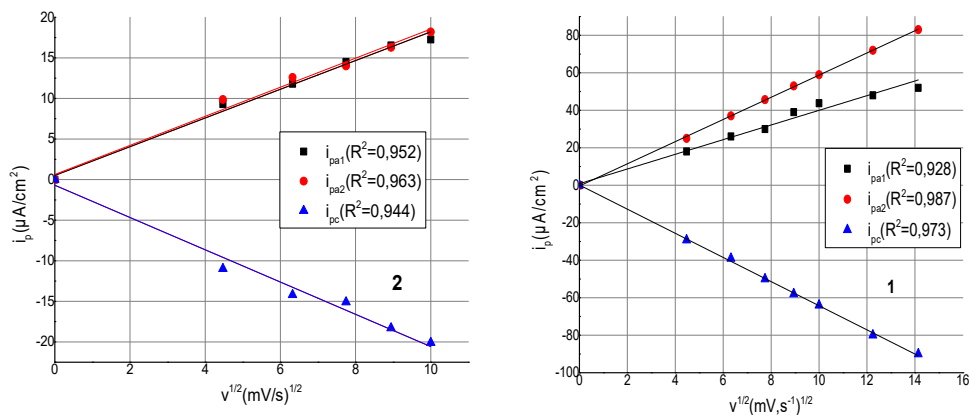 20
15
10
5
0
-5
-10
-15
-20
i_p(µA/cm²)
i_pa1(R²=0,952)
i_pa2(R²=0,963)
i_pc(R²=0,944)
2
0 2 4 6 8 10
v^1/2(mV/s)^1/2
80
60
40
20
0
-20
-40
-60
-80
-100
i_p(µA/cm²)
i_pa1(R²=0,928)
i_pa2(R²=0,987)
i_pc(R²=0,973)
1
0 2 4 6 8 10 12 14 16
v^1/2(mV,s⁻¹)^1/2